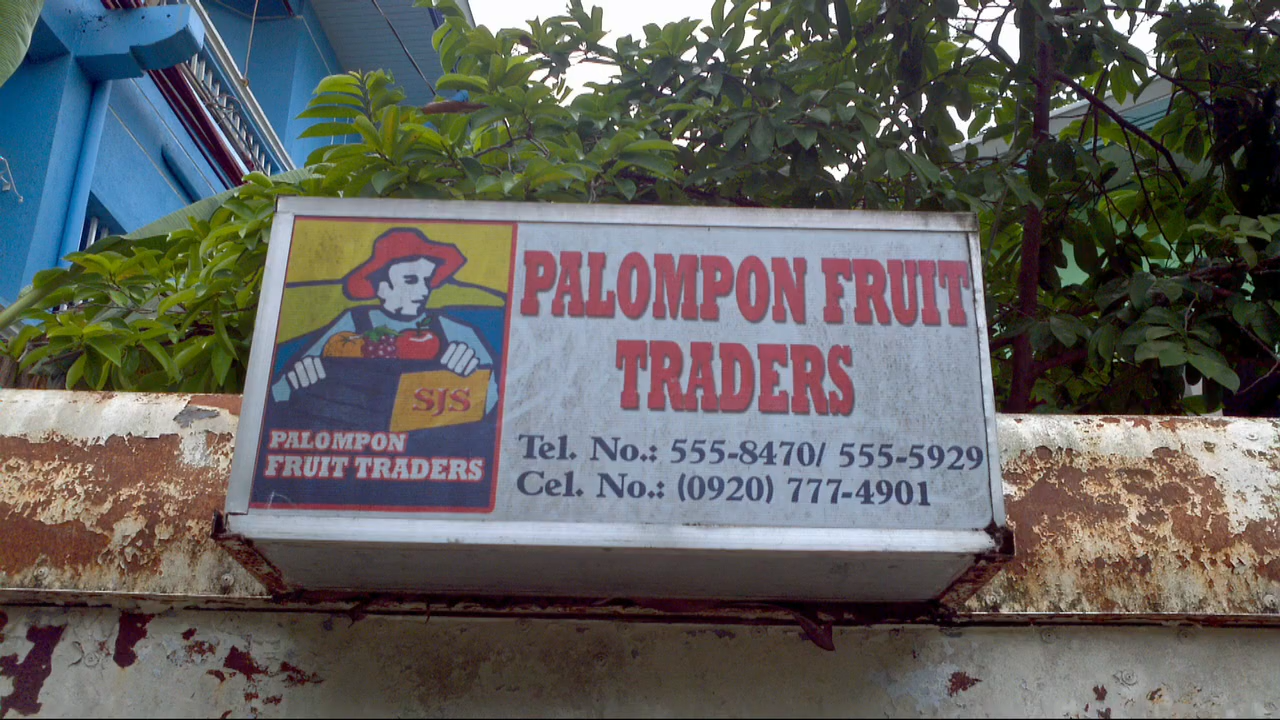 SJS
PALOMPON
FRUIT TRADERS
PALOMPON FRUIT
TRADERS
Tel. No.: 555-8470/ 555-5929
Cel. No.: (0920) 777-4901